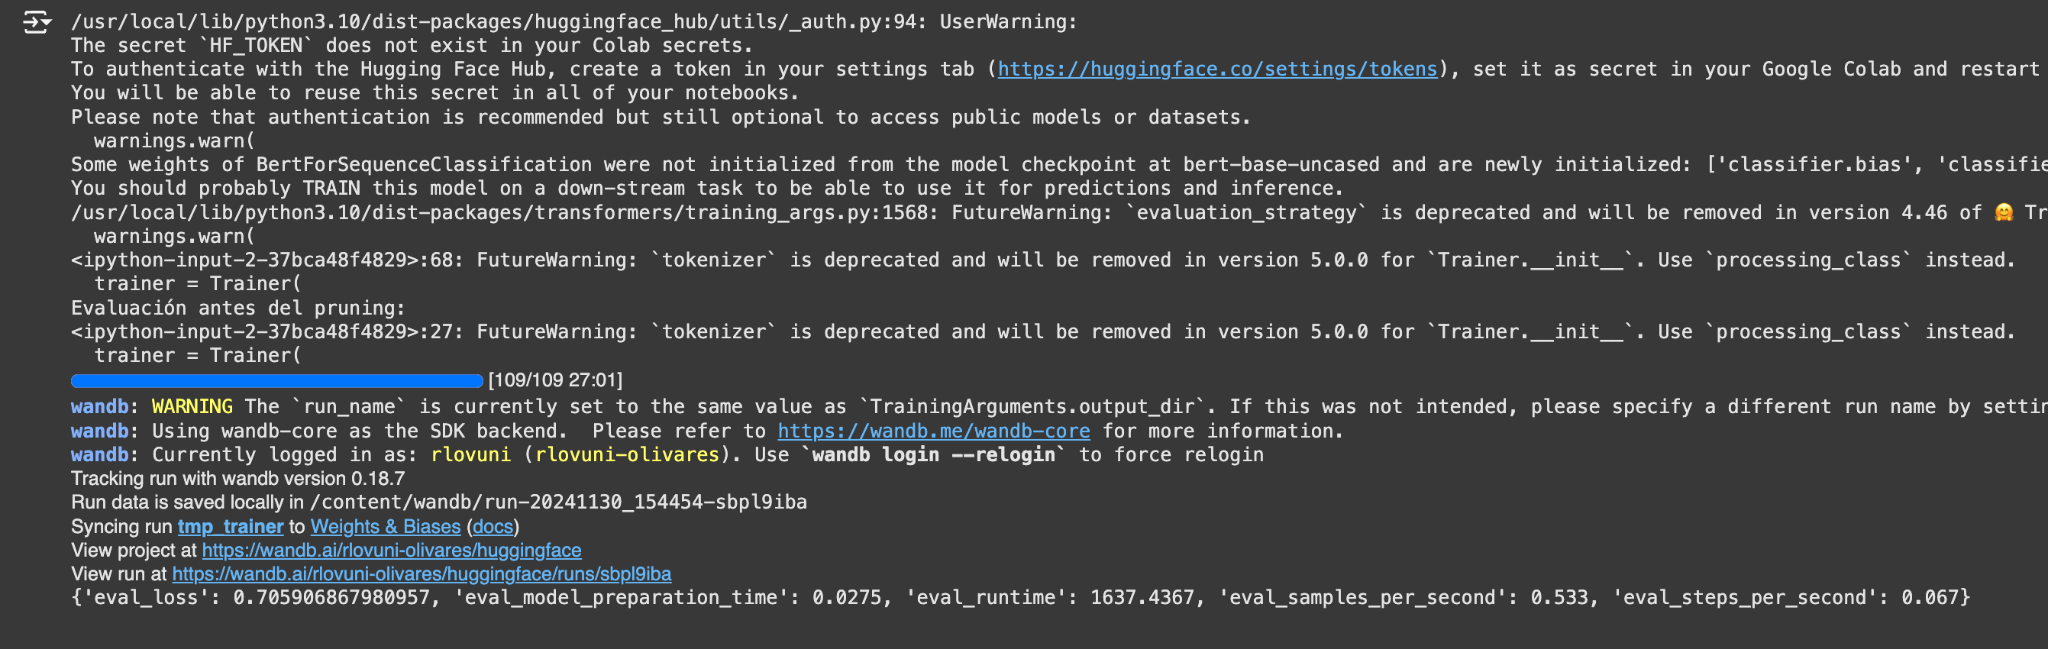 /usr/local/lib/python3.10/dist-packages/huggingface_hub/utils/_auth.py:94: UserWarning:
The secret `HF_TOKEN` does not exist in your Colab secrets.
To authenticate with the Hugging Face Hub, create a token in your settings tab (https://huggingface.co/settings/tokens), set it as secret in your Google Colab and restart
You will be able to reuse this secret in all of your notebooks.
Please note that authentication is recommended but still optional to access public models or datasets.
  warnings.warn(
Some weights of BertForSequenceClassification were not initialized from the model checkpoint at bert-base-uncased and are newly initialized: ['classifier.bias', 'classifie
You should probably TRAIN this model on a down-stream task to be able to use it for predictions and inference.
/usr/local/lib/python3.10/dist-packages/transformers/training_args.py:1568: FutureWarning: `evaluation_strategy` is deprecated and will be removed in version 4.46 of 🤗 Tr
  warnings.warn(
<ipython-input-2-37bca48f4829>:68: FutureWarning: `tokenizer` is deprecated and will be removed in version 5.0.0 for `Trainer.__init__`. Use `processing_class` instead.
  trainer = Trainer(
Evaluación antes del pruning:
<ipython-input-2-37bca48f4829>:27: FutureWarning: `tokenizer` is deprecated and will be removed in version 5.0.0 for `Trainer.__init__`. Use `processing_class` instead.
  trainer = Trainer(
[109/109 27:01]
wandb: WARNING The `run_name` is currently set to the same value as `TrainingArguments.output_dir`. If this was not intended, please specify a different run name by settin
wandb: Using wandb-core as the SDK backend.  Please refer to https://wandb.me/wandb-core for more information.
wandb: Currently logged in as: rlovuni (rlovuni-olivares). Use `wandb login --relogin` to force relogin
Tracking run with wandb version 0.18.7
Run data is saved locally in /content/wandb/run-20241130_154454-sbpl9iba
Syncing run tmp_trainer to Weights & Biases (docs)
View project at https://wandb.ai/rlovuni-olivares/huggingface
View run at https://wandb.ai/rlovuni-olivares/huggingface/runs/sbpl9iba
{'eval_loss': 0.705906867980957, 'eval_model_preparation_time': 0.0275, 'eval_runtime': 1637.4367, 'eval_samples_per_second': 0.533, 'eval_steps_per_second': 0.067}